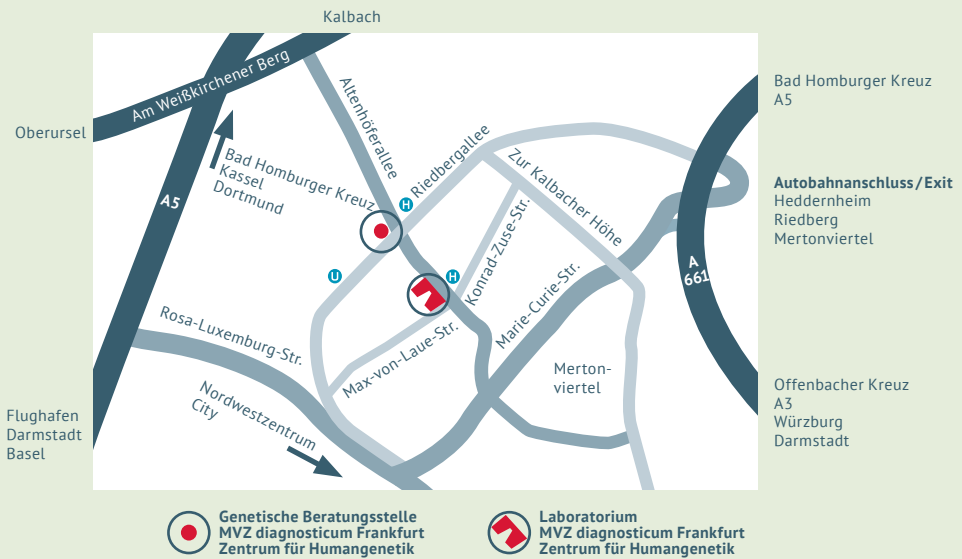 Kalbach
Am Weißkirchener Berg
Oberursel
A5
Bad Homburger Kreuz
Kassel
Dortmund
Altenhöferallee
Riedbergallee
H
Zur Kalbacher Höhe
Konrad-Zuse-Str.
U
H
Marie-Curie-Str.
Max-von-Laue-Str.
Rosa-Luxemburg-Str.
Nordwestzentrum
City
Merton-
viertel
A
661
Bad Homburger Kreuz
A5
Autobahnanschluss/Exit
Heddernheim
Riedberg
Mertonviertel
Offenbacher Kreuz
A3
Würzburg
Darmstadt
Flughafen
Darmstadt
Basel
Genetische Beratungsstelle
MVZ diagnosticum Frankfurt
Zentrum für Humangenetik
Laboratorium
MVZ diagnosticum Frankfurt
Zentrum für Humangenetik